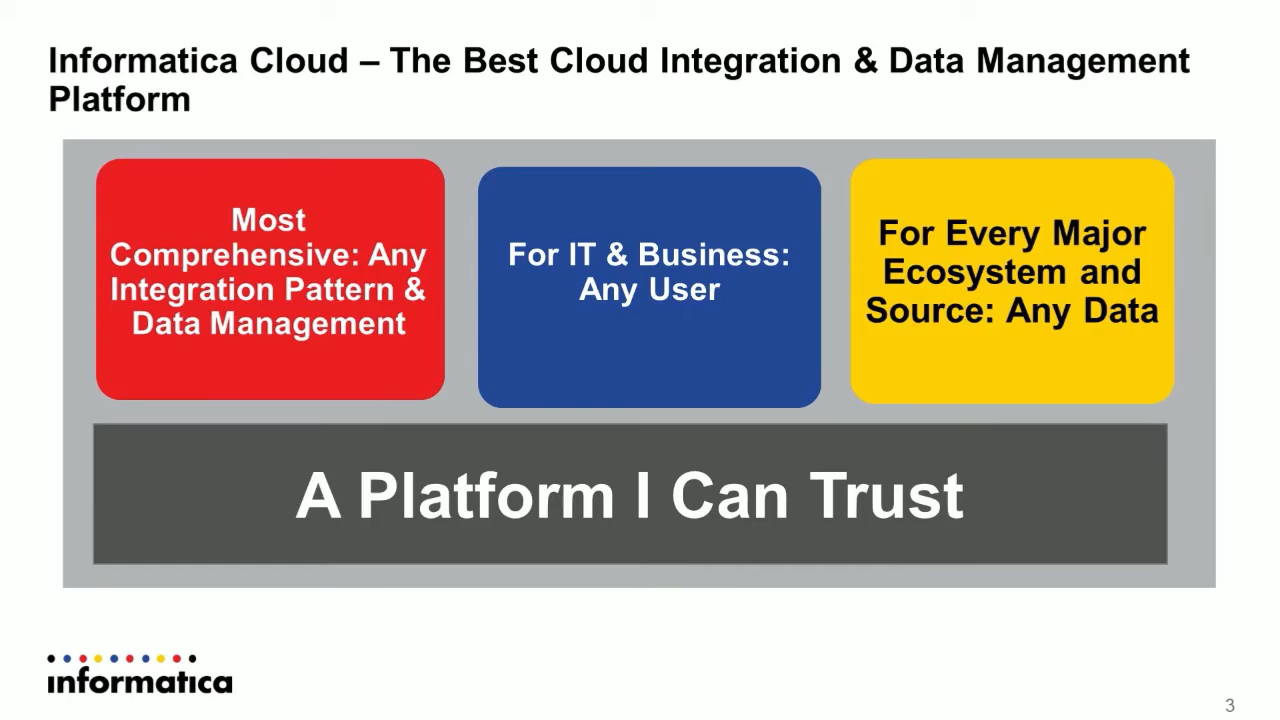 Informatica Cloud – The Best Cloud Integration & Data Management
Platform
Most
Comprehensive: Any
Integration Pattern &
Data Management
For IT & Business:
Any User
For Every Major
Ecosystem and
Source: Any Data
A Platform I Can Trust
informatica
3